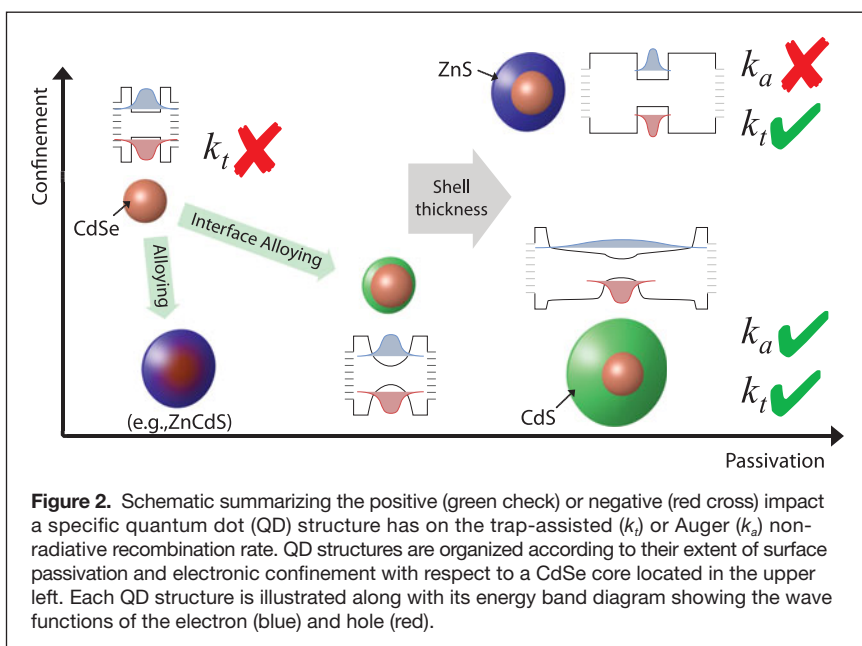 Confinement
CdSe
k_t
Alloying
Interface Alloying
(e.g.,ZnCdS)
Shell
thickness
ZnS
k_a
k_t
CdS
k_a
k_t
Passivation
Figure 2. Schematic summarizing the positive (green check) or negative (red cross) impact
a specific quantum dot (QD) structure has on the trap-assisted (k_t) or Auger (k_a) non-
radiative recombination rate. QD structures are organized according to their extent of surface
passivation and electronic confinement with respect to a CdSe core located in the upper
left. Each QD structure is illustrated along with its energy band diagram showing the wave
functions of the electron (blue) and hole (red).